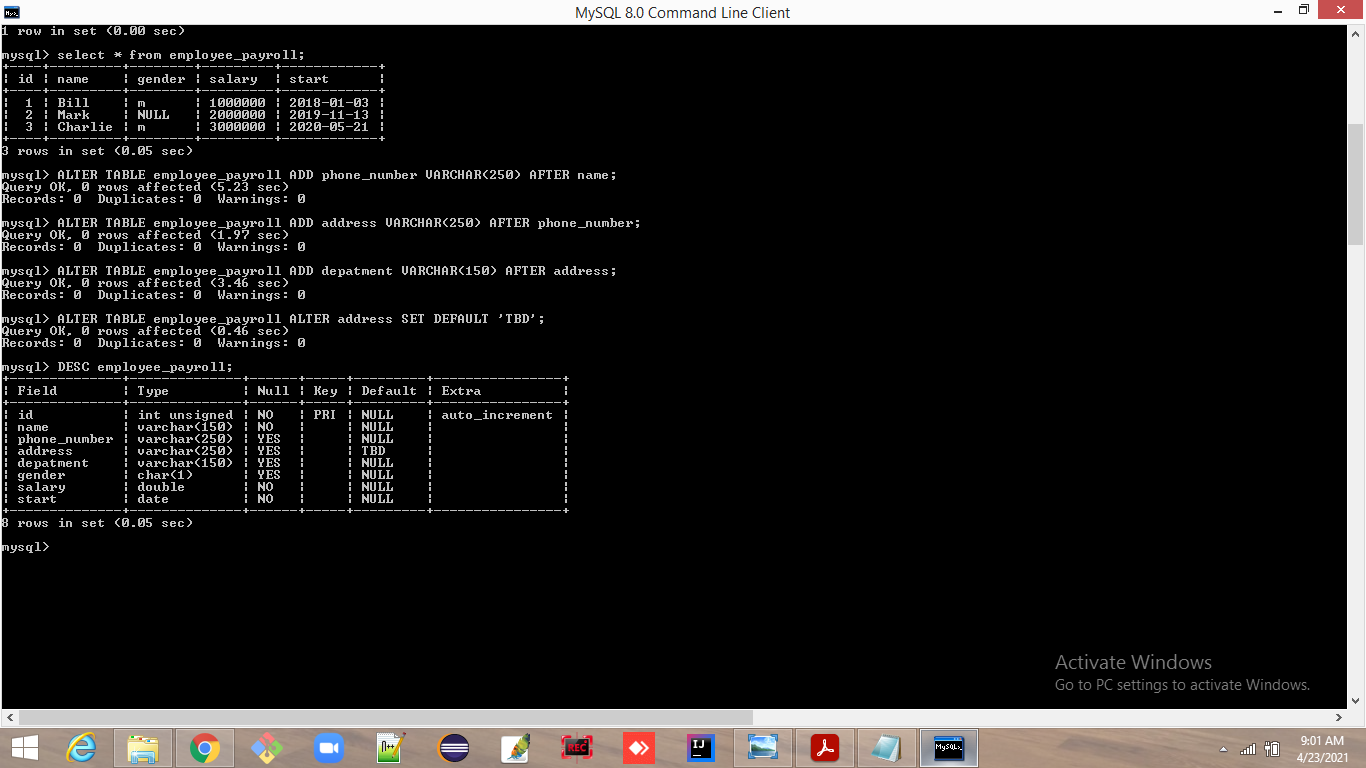 MySQL 8.0 Command Line Client
1 row in set (0.00 sec)
mysql> select * from employee_payroll;
+----+---------+--------+---------+------------+
| id | name    | gender | salary  | start      |
+----+---------+--------+---------+------------+
|  1 | Bill    | m      | 1000000 | 2018-01-03 |
|  2 | Mark    | NULL   | 2000000 | 2019-11-13 |
|  3 | Charlie | m      | 3000000 | 2020-05-21 |
+----+---------+--------+---------+------------+
3 rows in set (0.05 sec)
mysql> ALTER TABLE employee_payroll ADD phone_number VARCHAR(250) AFTER name;
Query OK, 0 rows affected (5.23 sec)
Records: 0  Duplicates: 0  Warnings: 0
mysql> ALTER TABLE employee_payroll ADD address VARCHAR(250) AFTER phone_number;
Query OK, 0 rows affected (1.97 sec)
Records: 0  Duplicates: 0  Warnings: 0
mysql> ALTER TABLE employee_payroll ADD depatment VARCHAR(150) AFTER address;
Query OK, 0 rows affected (3.46 sec)
Records: 0  Duplicates: 0  Warnings: 0
mysql> ALTER TABLE employee_payroll ALTER address SET DEFAULT 'TBD';
Query OK, 0 rows affected (0.46 sec)
Records: 0  Duplicates: 0  Warnings: 0
mysql> DESC employee_payroll;
+--------------+--------------+------+-----+---------+----------------+
| Field        | Type         | Null | Key | Default | Extra          |
+--------------+--------------+------+-----+---------+----------------+
| id           | int unsigned | NO   | PRI | NULL    | auto_increment |
| name         | varchar(150) | NO   |     | NULL    |                |
| phone_number | varchar(250) | YES  |     | NULL    |                |
| address      | varchar(250) | YES  |     | TBD     |                |
| depatment    | varchar(150) | YES  |     | NULL    |                |
| gender       | char(1)      | YES  |     | NULL    |                |
| salary       | double       | NO   |     | NULL    |                |
| start        | date         | NO   |     | NULL    |                |
+--------------+--------------+------+-----+---------+----------------+
8 rows in set (0.05 sec)
mysql>
Activate Windows
Go to PC settings to activate Windows.
REC
IJ
MySQL>
9:01 AM
4/23/2021